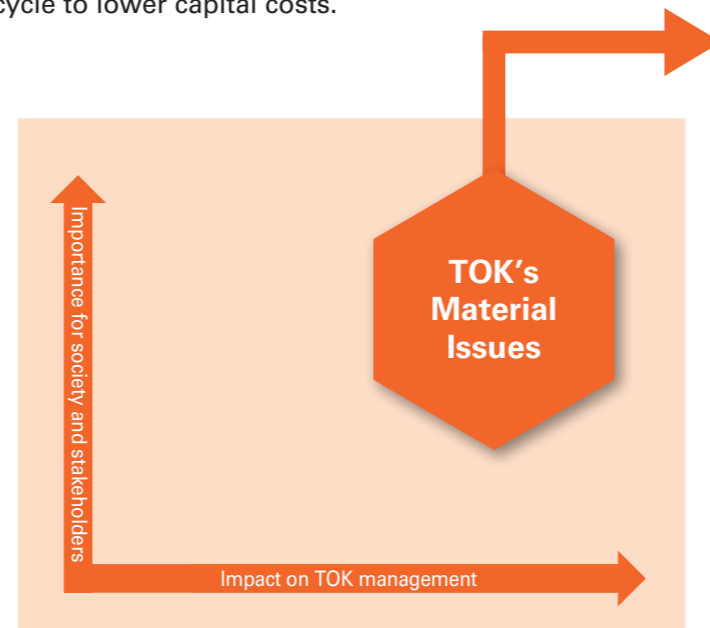 cycle to lower capital costs.
TOK's
Material
Issues
Importance for society and stakeholders
Impact on TOK management